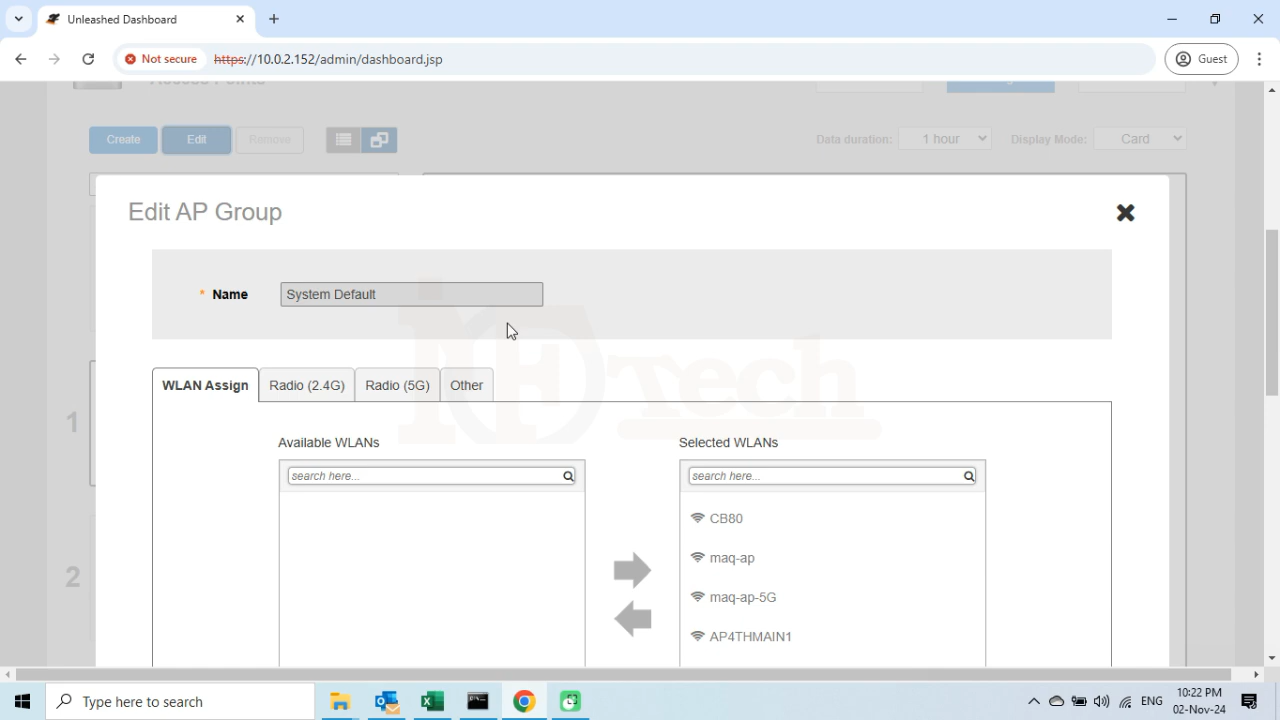 Unleashed Dashboard
Not secure https://10.0.2.152/admin/dashboard.jsp Guest
Access Points
Create Edit Remove Data duration: 1 hour Display Mode: Card
Edit AP Group
* Name System Default
WLAN Assign Radio (2.4G) Radio (5G) Other
Available WLANs Selected WLANs
search here... search here...
CB80
maq-ap
maq-ap-5G
AP4THMAIN1
1
2
Tech
Type here to search
ENG
10:22 PM
02-Nov-24